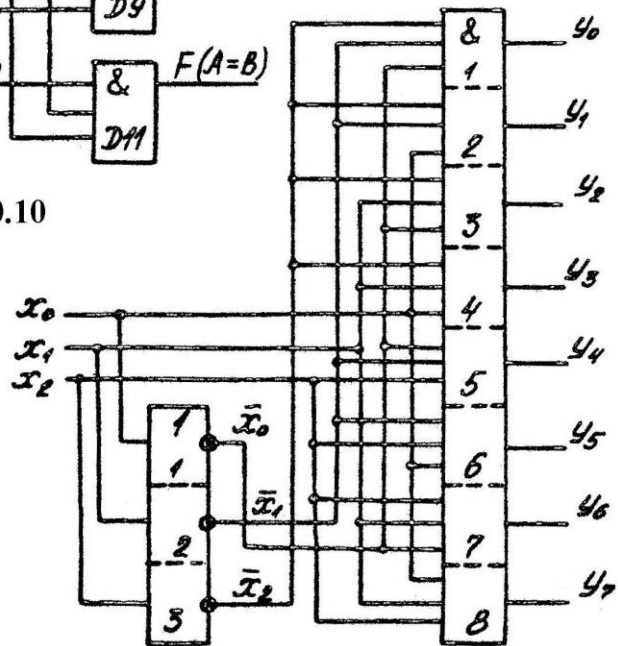 D9
&
F(A=B)
D11
.10
x₀
x₁
x₂
1
1
2
3
x̄₀
x̄₁
x̄₂
&
1
2
3
4
5
6
7
8
y₀
y₁
y₂
y₃
y₄
y₅
y₆
y₇